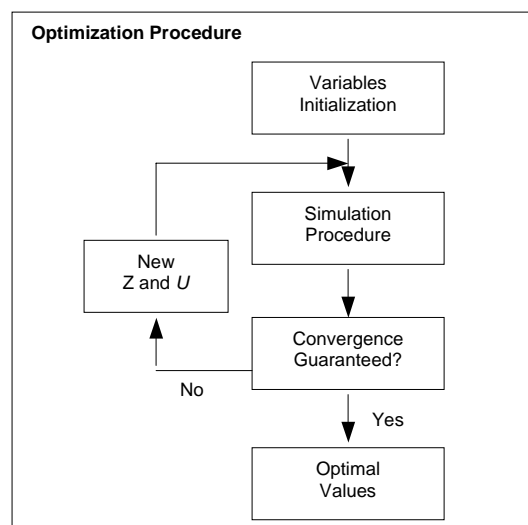 Optimization Procedure
Variables
Initialization
Simulation
Procedure
New
Z and U
Convergence
Guaranteed?
No
Yes
Optimal
Values